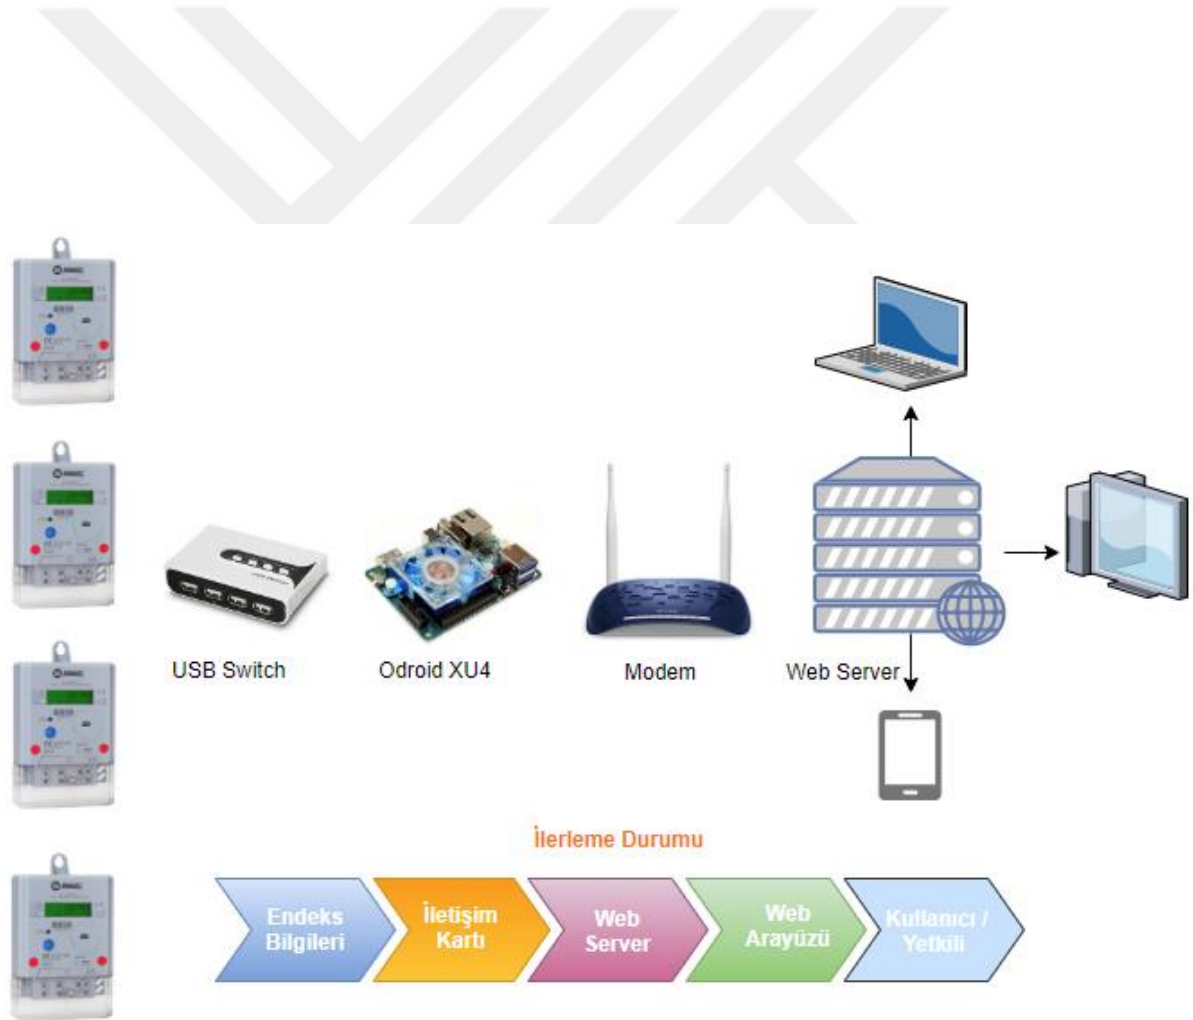 USB Switch
Odroid XU4
Modem
Web Server
İlerleme Durumu
Endeks
Bilgileri
İletişim
Kartı
Web
Server
Web
Arayüzü
Kullanıcı /
Yetkili